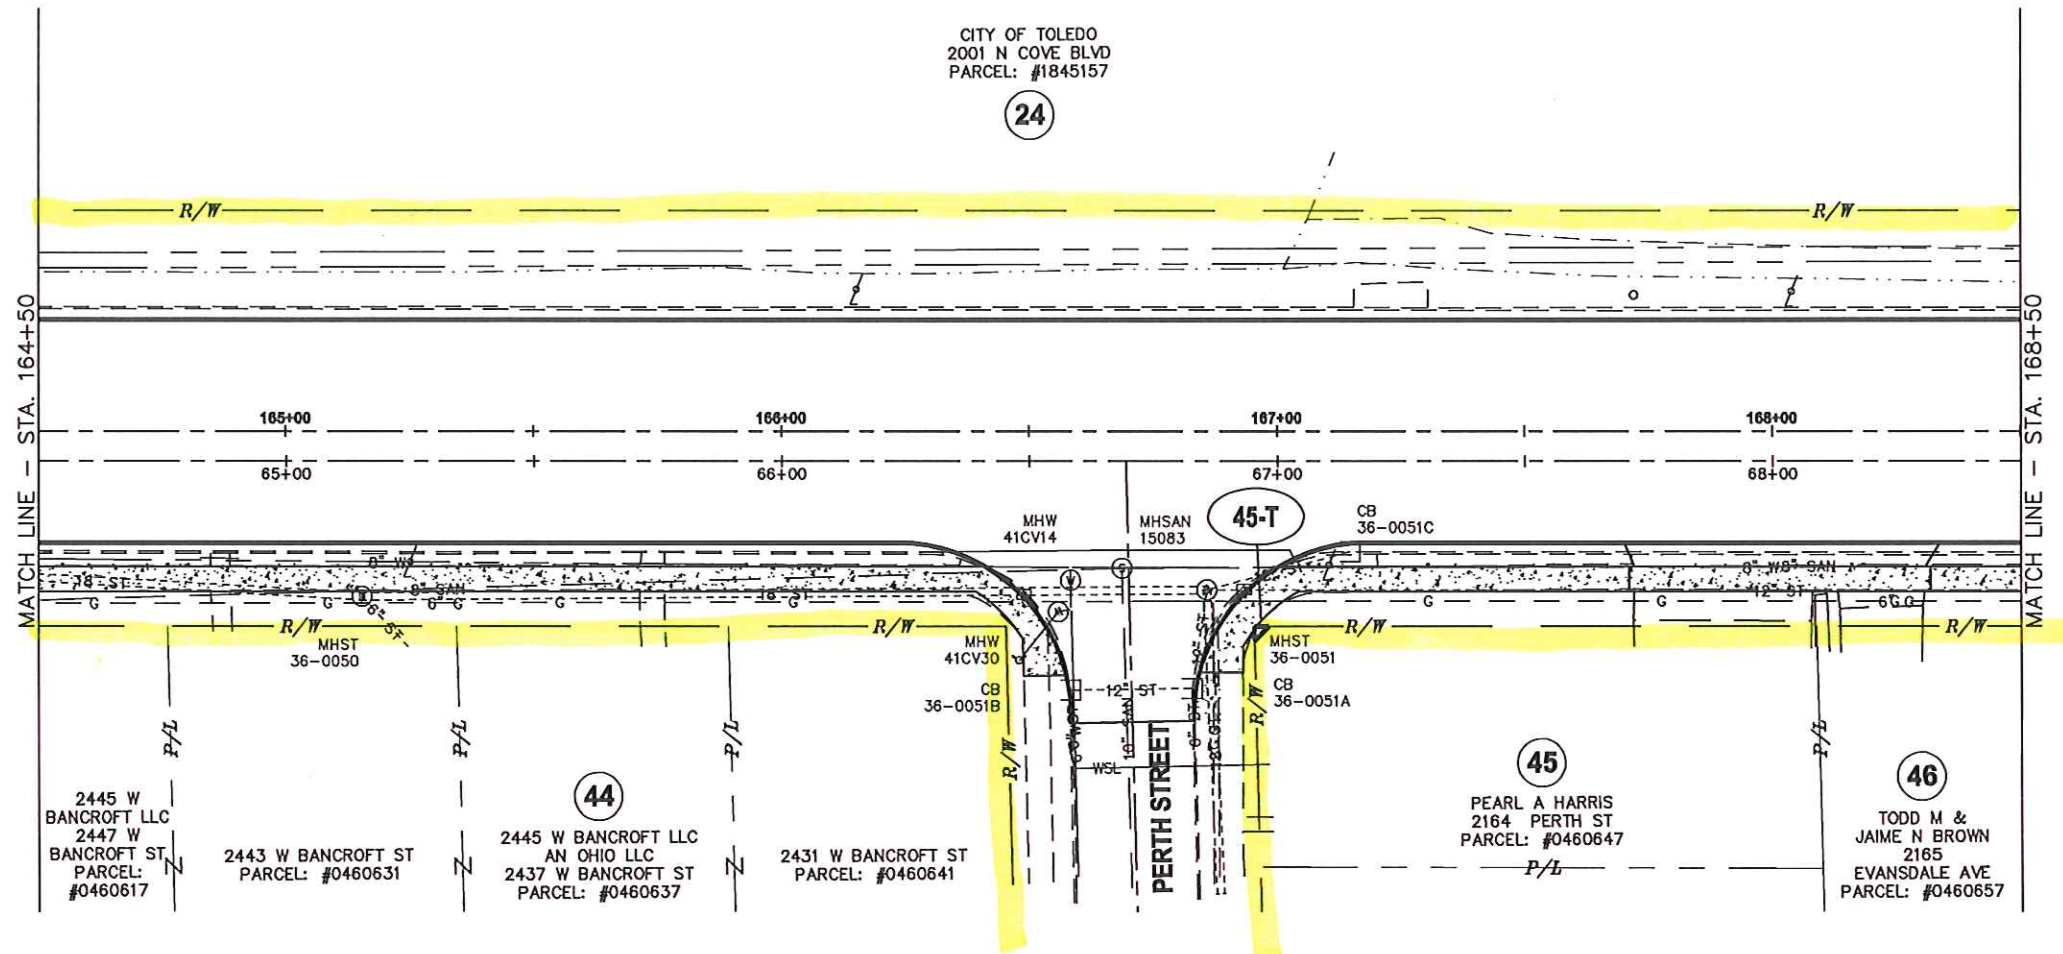 CITY OF TOLEDO
2001 N COVE BLVD
PARCEL: #1845157
24
R/W
R/W
MATCH LINE - STA. 164+50
MATCH LINE - STA. 168+50
165+00
166+00
167+00
168+00
65+00
66+00
67+00
68+00
45-T
MHW
41CV14
MHSAN
15083
CB
36-0051C
8" W
8" SAN
18" ST
G
G
G
G
G
6" ST
18" ST
W
S
8" SAN
12" ST
G
G
6" G
R/W
R/W
R/W
R/W
MHST
36-0050
MHW
41CV30
MHST
36-0051
CB
36-0051B
CB
36-0051A
12" ST
12" ST
10" SAN
WSL
R/W
R/W
P/L
P/L
P/L
P/L
PERTH STREET
2445 W
BANCROFT LLC
2447 W
BANCROFT ST
PARCEL:
#0460617
2443 W BANCROFT ST
PARCEL: #0460631
44
2445 W BANCROFT LLC
AN OHIO LLC
2437 W BANCROFT ST
PARCEL: #0460637
2431 W BANCROFT ST
PARCEL: #0460641
45
PEARL A HARRIS
2164 PERTH ST
PARCEL: #0460647
P/L
46
TODD M &
JAIME N BROWN
2165
EVANSDALE AVE
PARCEL: #0460657